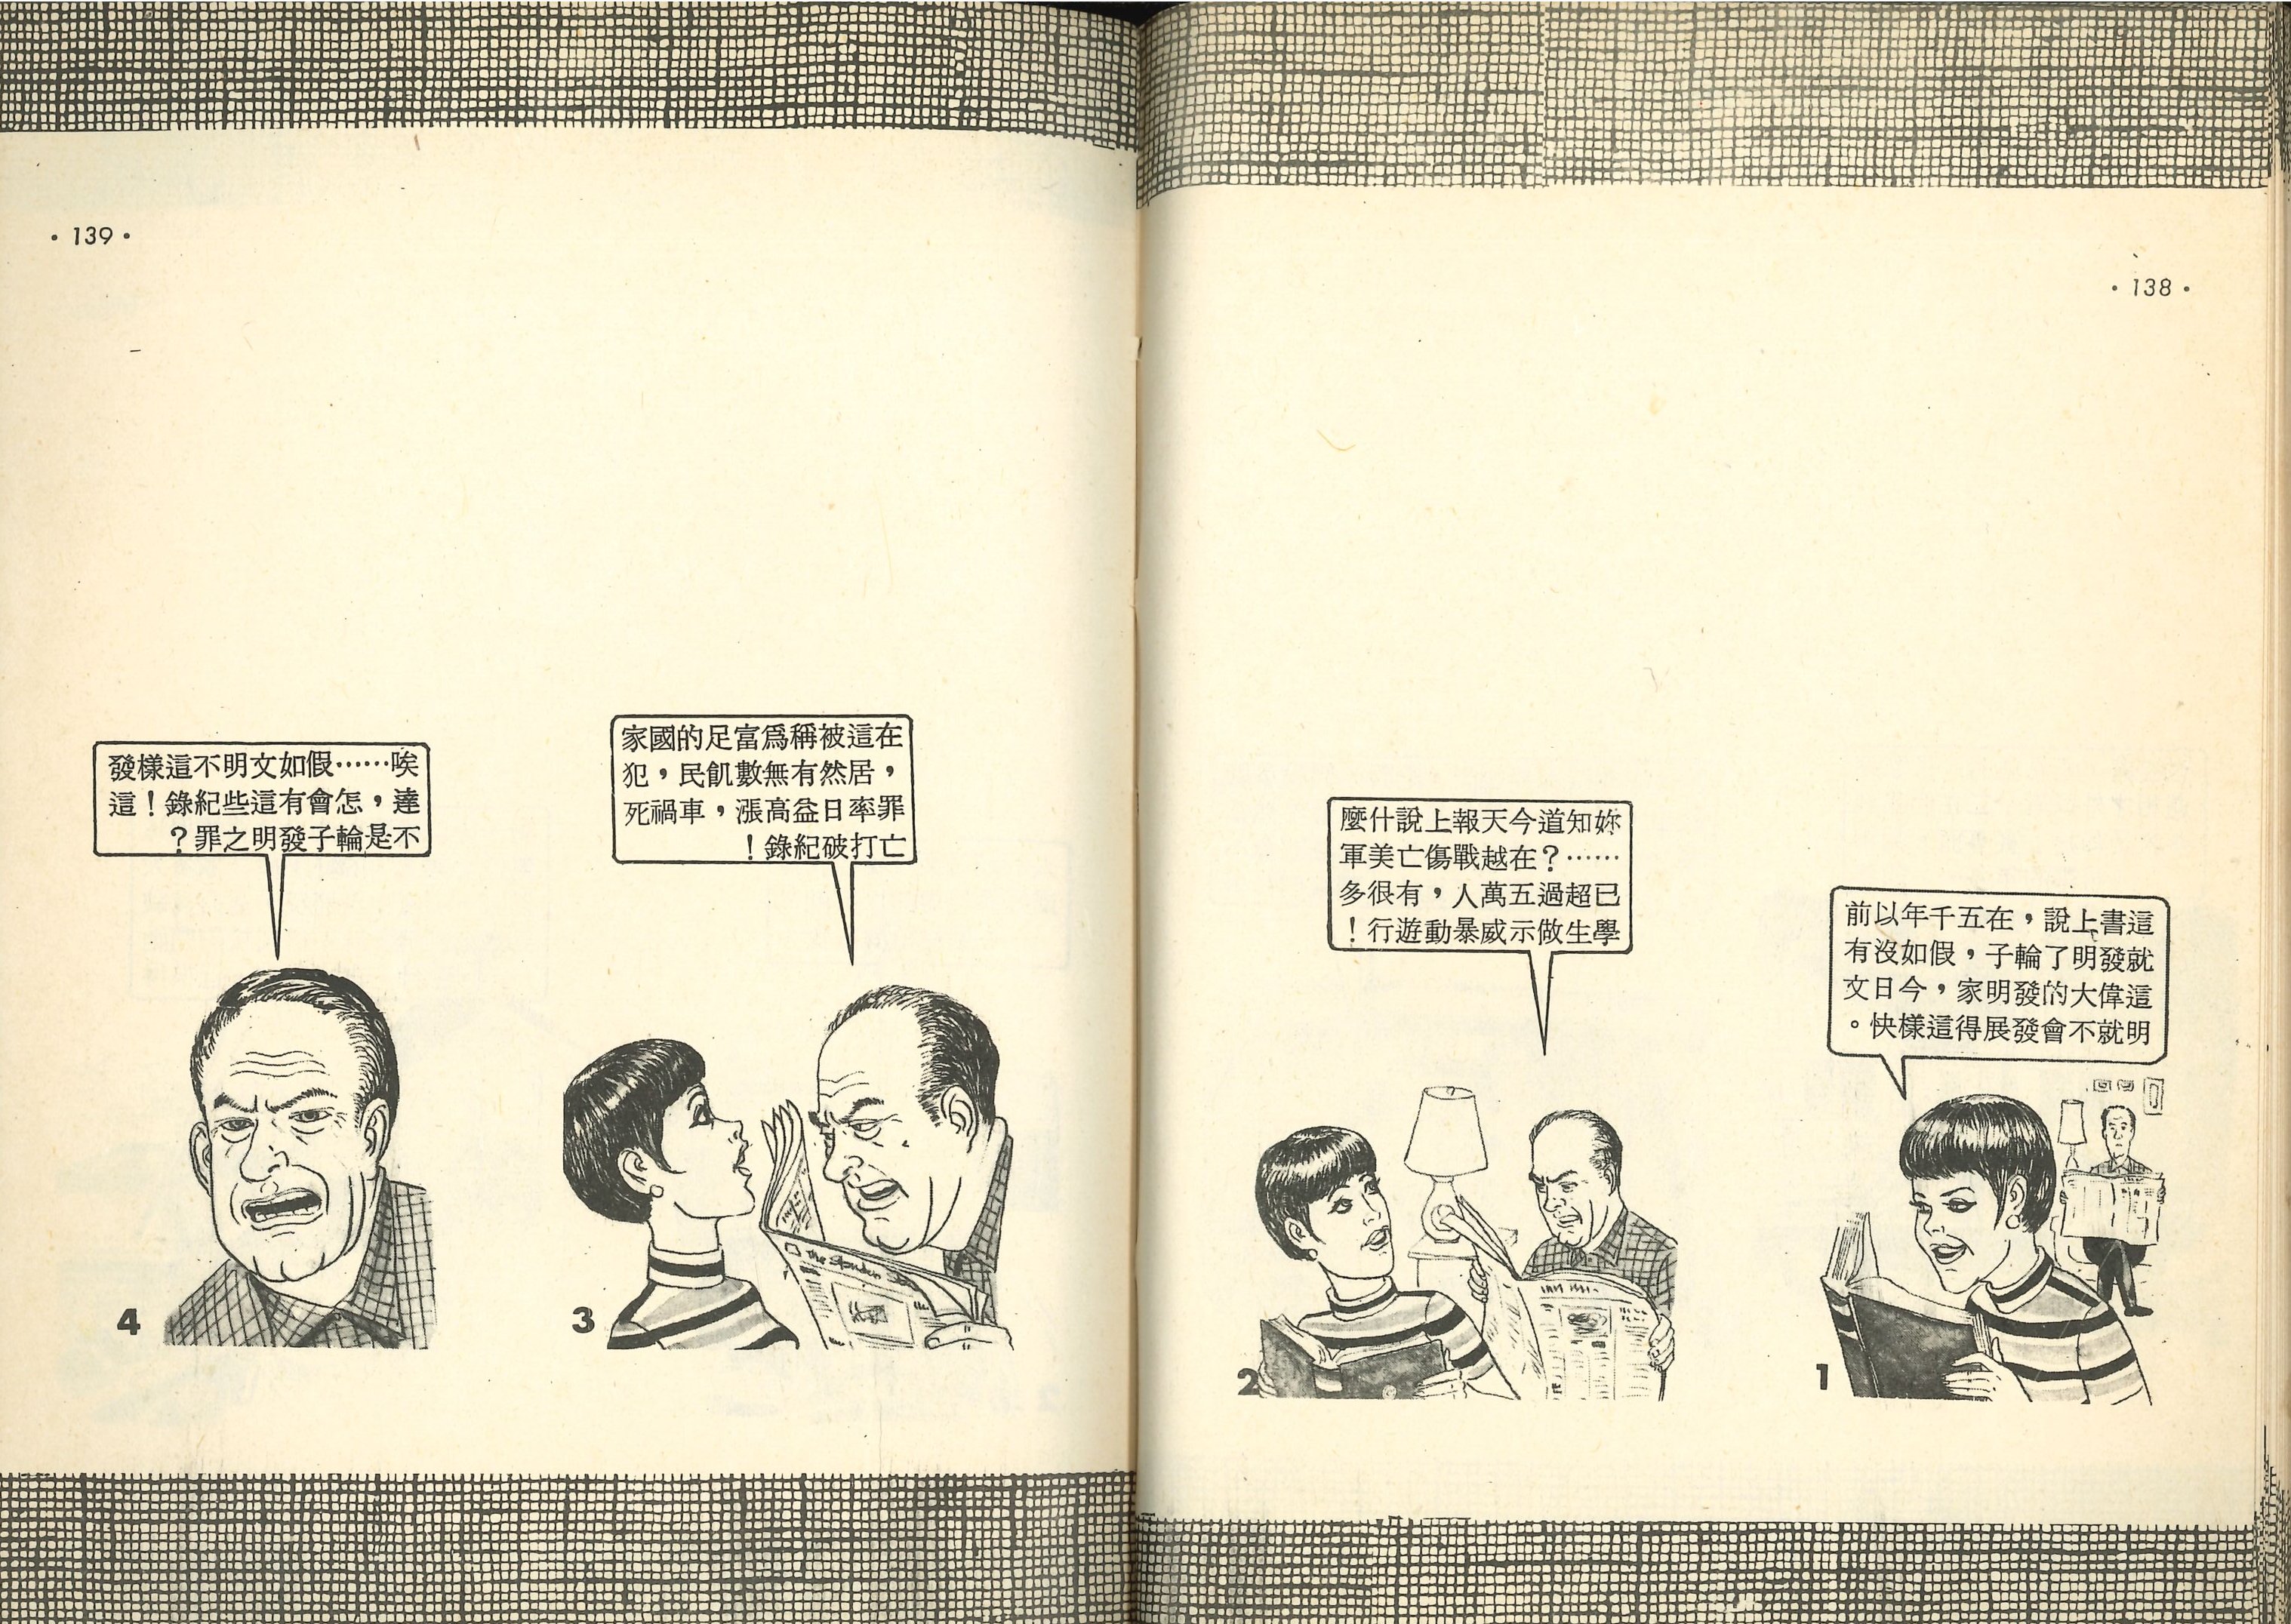 ·138·
這書上說，在五千年以前
就發明了輪子，假如沒有
這偉大的發明家，今日文
明就不會發展得這樣快。
1
妳知道今天報上說什麼
……？在越戰傷亡美軍
已超過五萬人，有很多
學生做示威暴動遊行！
2
·139·
在這被稱爲富足的國家
，居然有無數飢民，犯
罪率日益高漲，車禍死
亡打破紀錄！
3
唉……假如文明不這樣發
達，怎會有這些紀錄！這
不是輪子發明之罪？
4